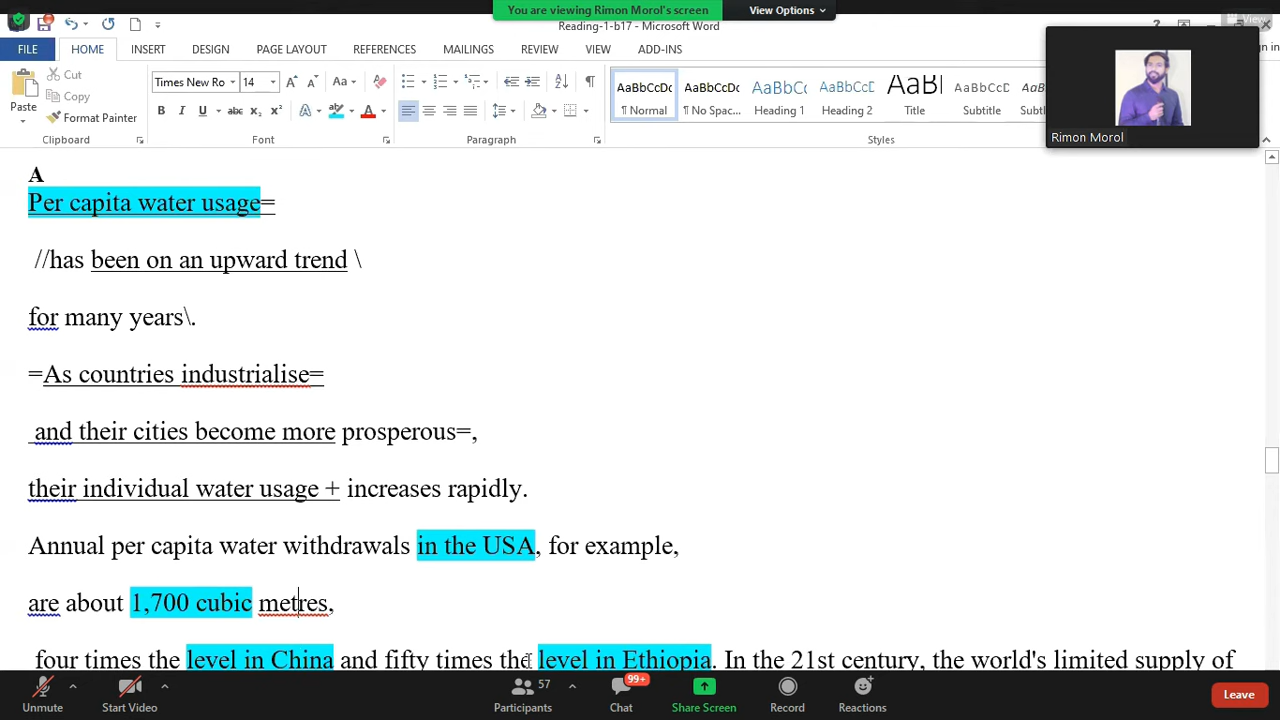 You are viewing Rimon Morol's screen
View Options
View
Reading-1-b17 - Microsoft Word
FILE HOME INSERT DESIGN PAGE LAYOUT REFERENCES MAILINGS REVIEW VIEW ADD-INS
Cut
Copy
Format Painter
Paste
Times New Ro 14
AaBbCcDc AaBbCcDc AaBbCc AaBbCc AaBl AaBbCcDc
¶ Normal ¶ No Spac... Heading 1 Heading 2 Title Subtitle
Clipboard Font Paragraph Styles
Rimon Morol
A
Per capita water usage=
//has been on an upward trend \
for many years\.
=As countries industrialise=
and their cities become more prosperous=,
their individual water usage + increases rapidly.
Annual per capita water withdrawals in the USA, for example,
are about 1,700 cubic metres,
four times the level in China and fifty times the level in Ethiopia. In the 21st century, the world's limited supply of
99+
57
Unmute Start Video Participants Chat Share Screen Record Reactions Leave